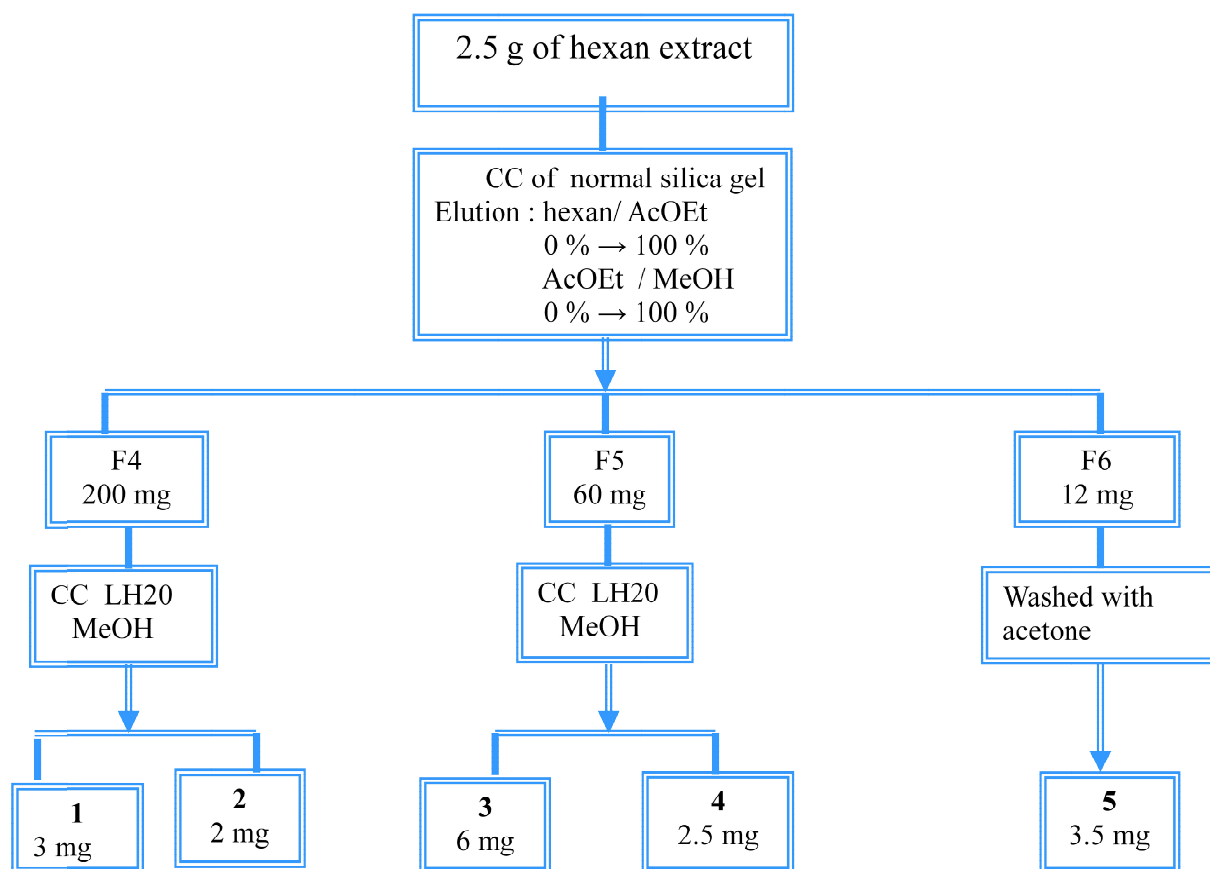 2.5 g of hexan extract
CC of normal silica gel
Elution : hexan/ AcOEt
0 % → 100 %
AcOEt / MeOH
0 % → 100 %
F4
200 mg
F5
60 mg
F6
12 mg
CC LH20
MeOH
CC LH20
MeOH
Washed with
acetone
1
3 mg
2
2 mg
3
6 mg
4
2.5 mg
5
3.5 mg